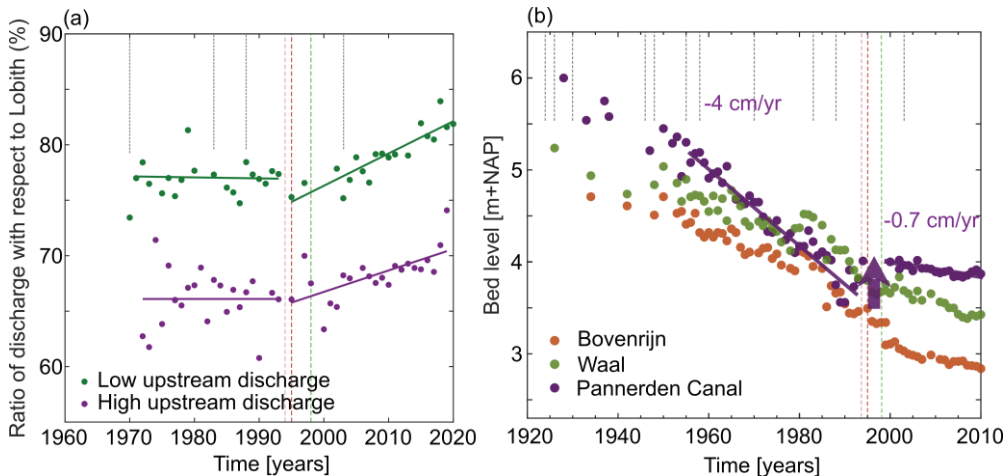 (a)
Ratio of discharge with respect to Lobith (%)
90
80
70
60
1960
1970
1980
1990
2000
2010
2020
Time [years]
Low upstream discharge
High upstream discharge
(b)
Bed level [m+NAP]
6
5
4
3
-4 cm/yr
-0.7 cm/yr
Bovenrijn
Waal
Pannerden Canal
1920
1940
1960
1980
2000
2010
Time [years]